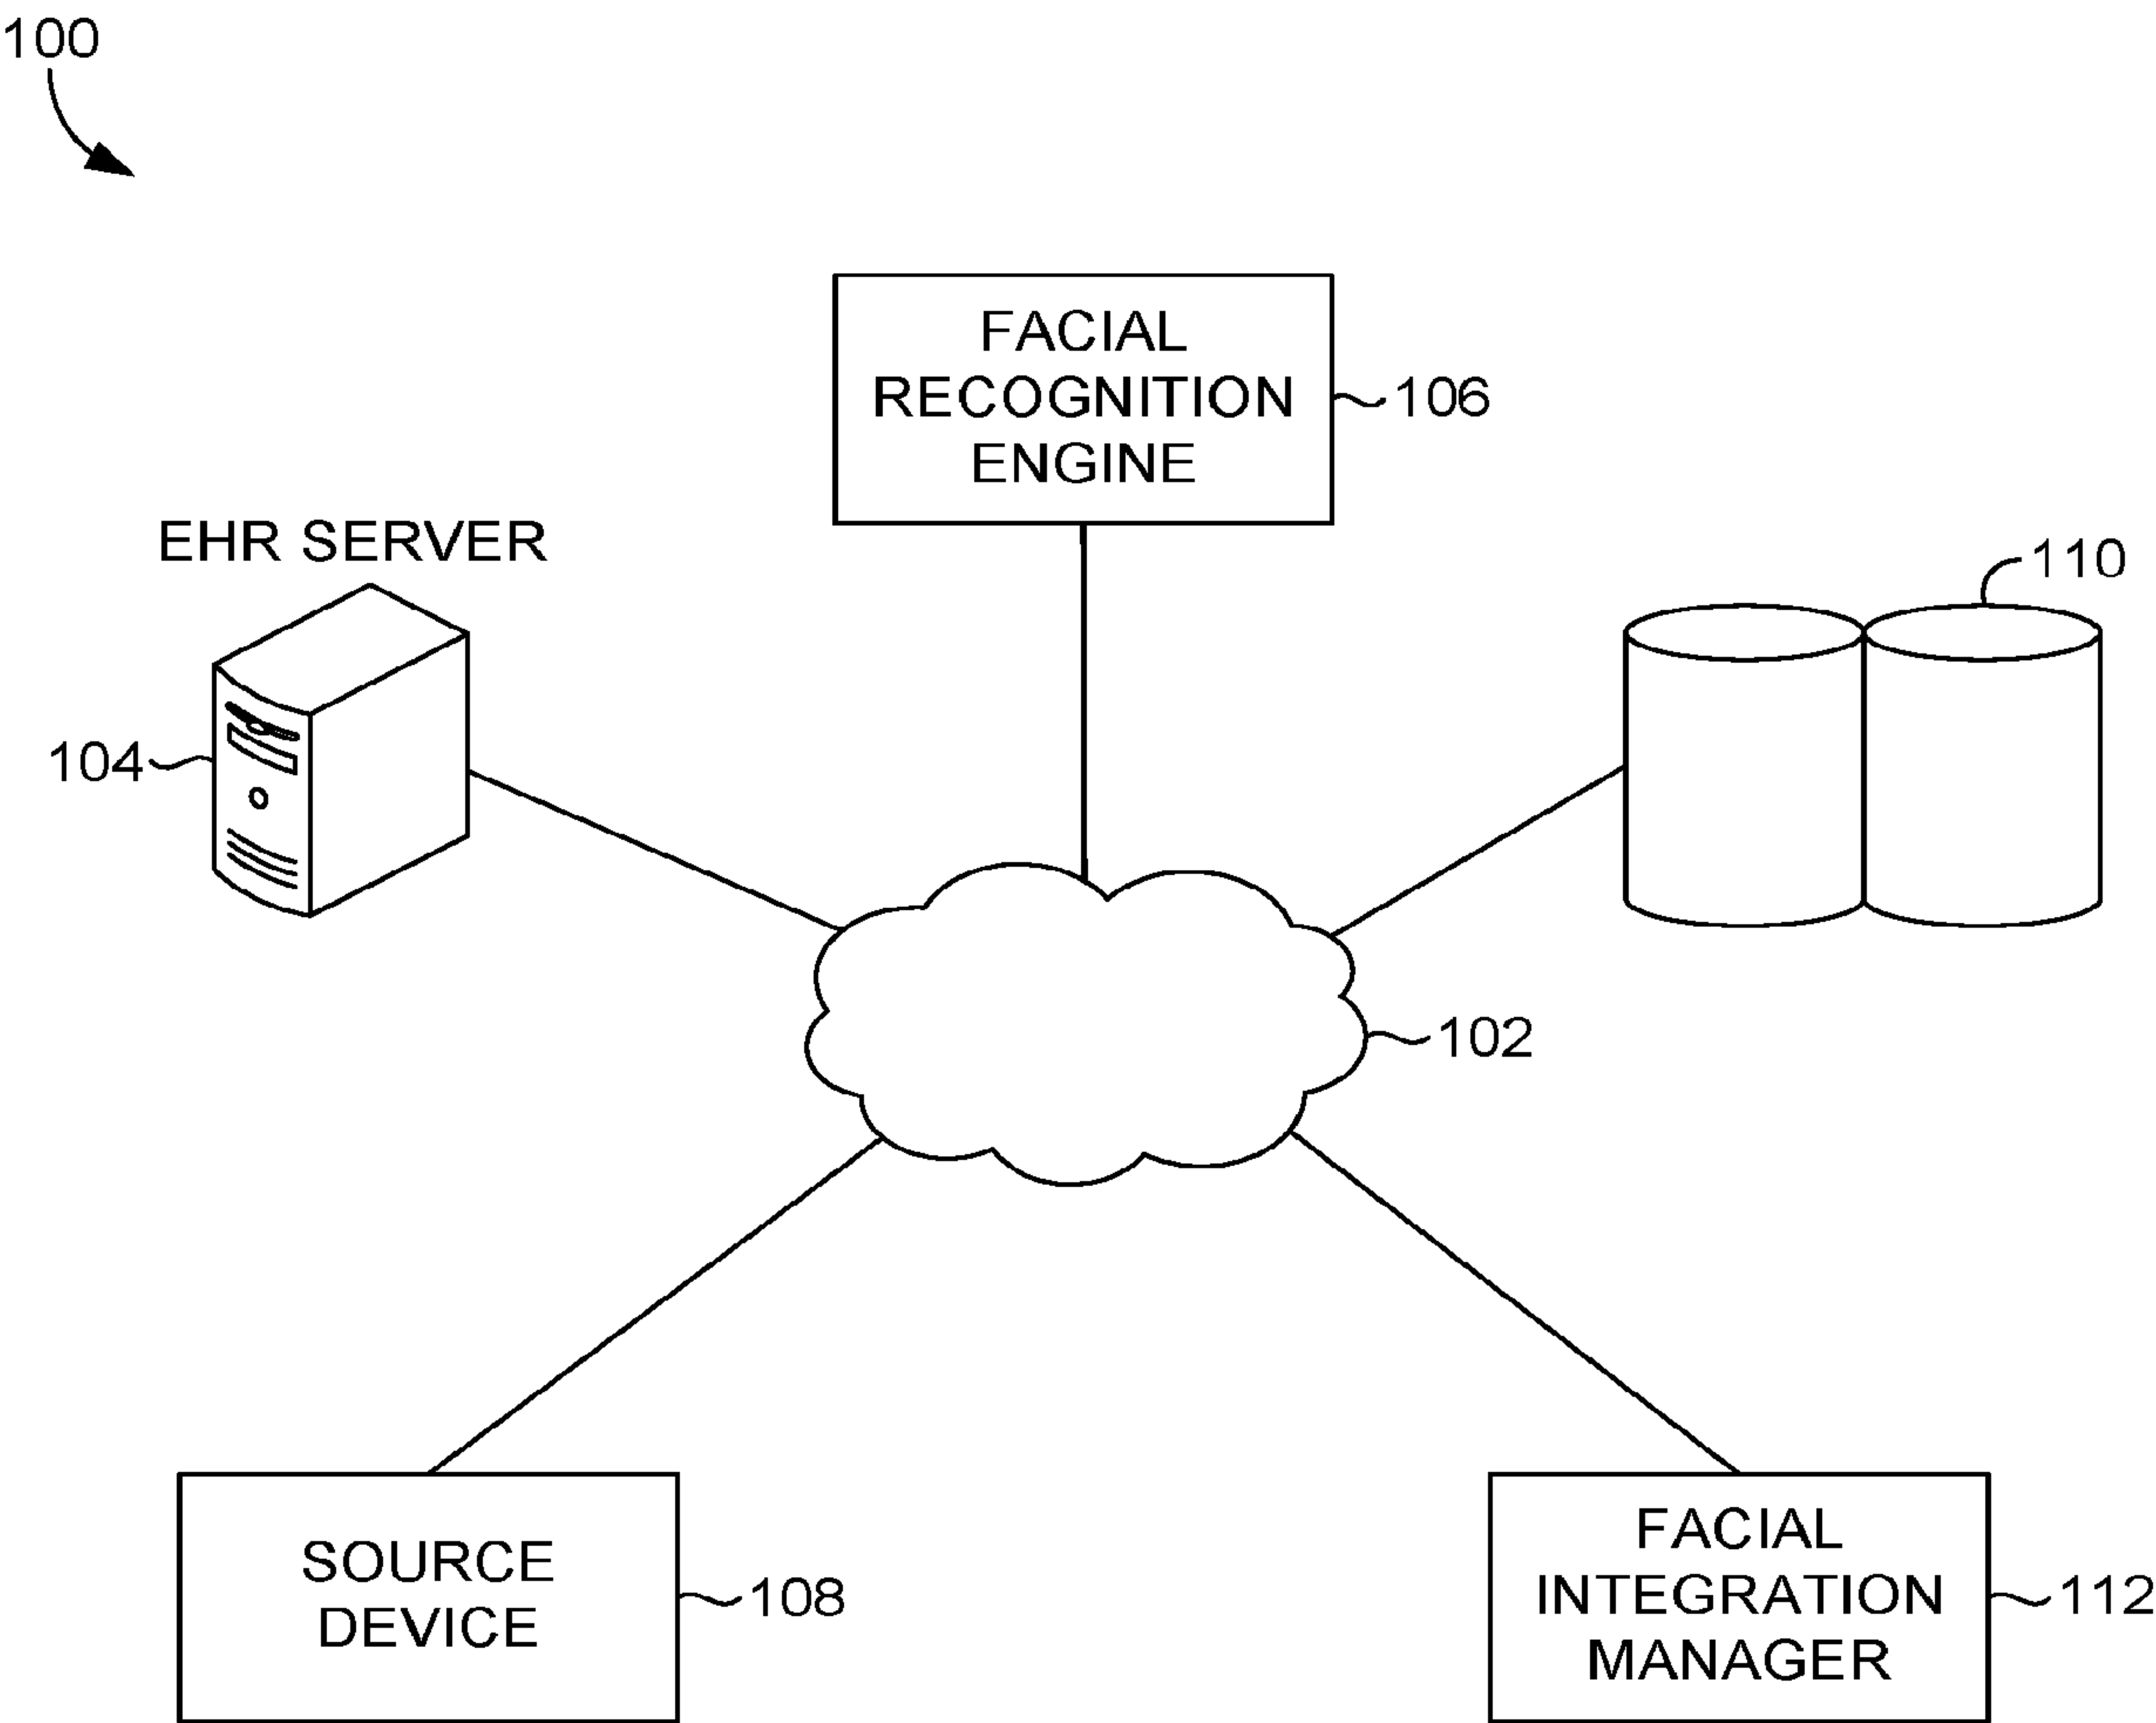 100
FACIAL
RECOGNITION
ENGINE
106
EHR SERVER
110
104
102
SOURCE
DEVICE
108
FACIAL
INTEGRATION
MANAGER
112